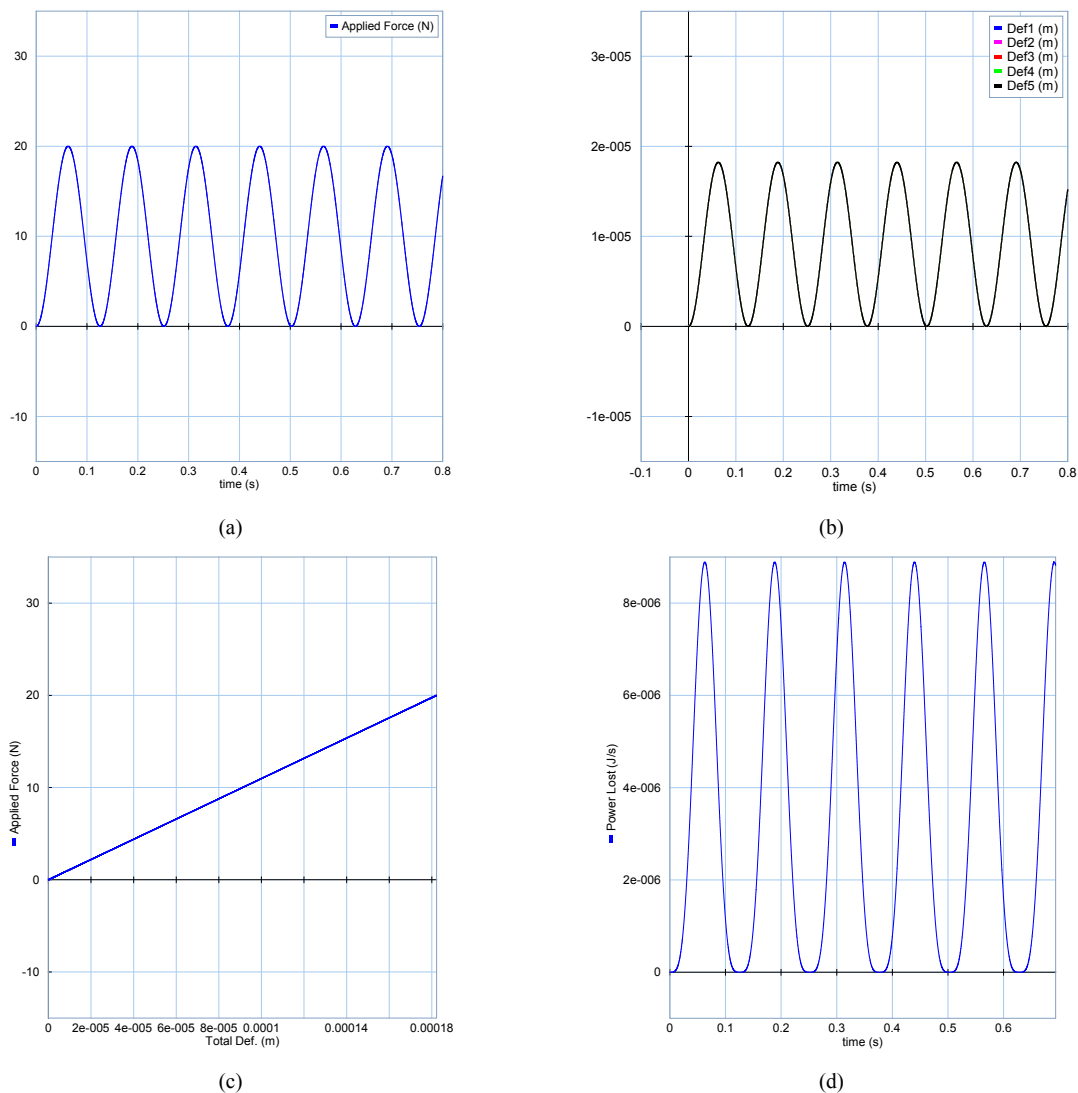 Applied Force (N)
30
20
10
0
-10
0 0.1 0.2 0.3 0.4 0.5 0.6 0.7 0.8
time (s)
(a)
Def1 (m)
Def2 (m)
Def3 (m)
Def4 (m)
Def5 (m)
3e-005
2e-005
1e-005
0
-1e-005
-0.1 0 0.1 0.2 0.3 0.4 0.5 0.6 0.7 0.8
time (s)
(b)
Applied Force (N)
30
20
10
0
-10
0 2e-005 4e-005 6e-005 8e-005 0.0001 0.00014 0.00018
Total Def. (m)
(c)
Power Lost (J/s)
8e-006
6e-006
4e-006
2e-006
0
0 0.1 0.2 0.3 0.4 0.5 0.6
time (s)
(d)